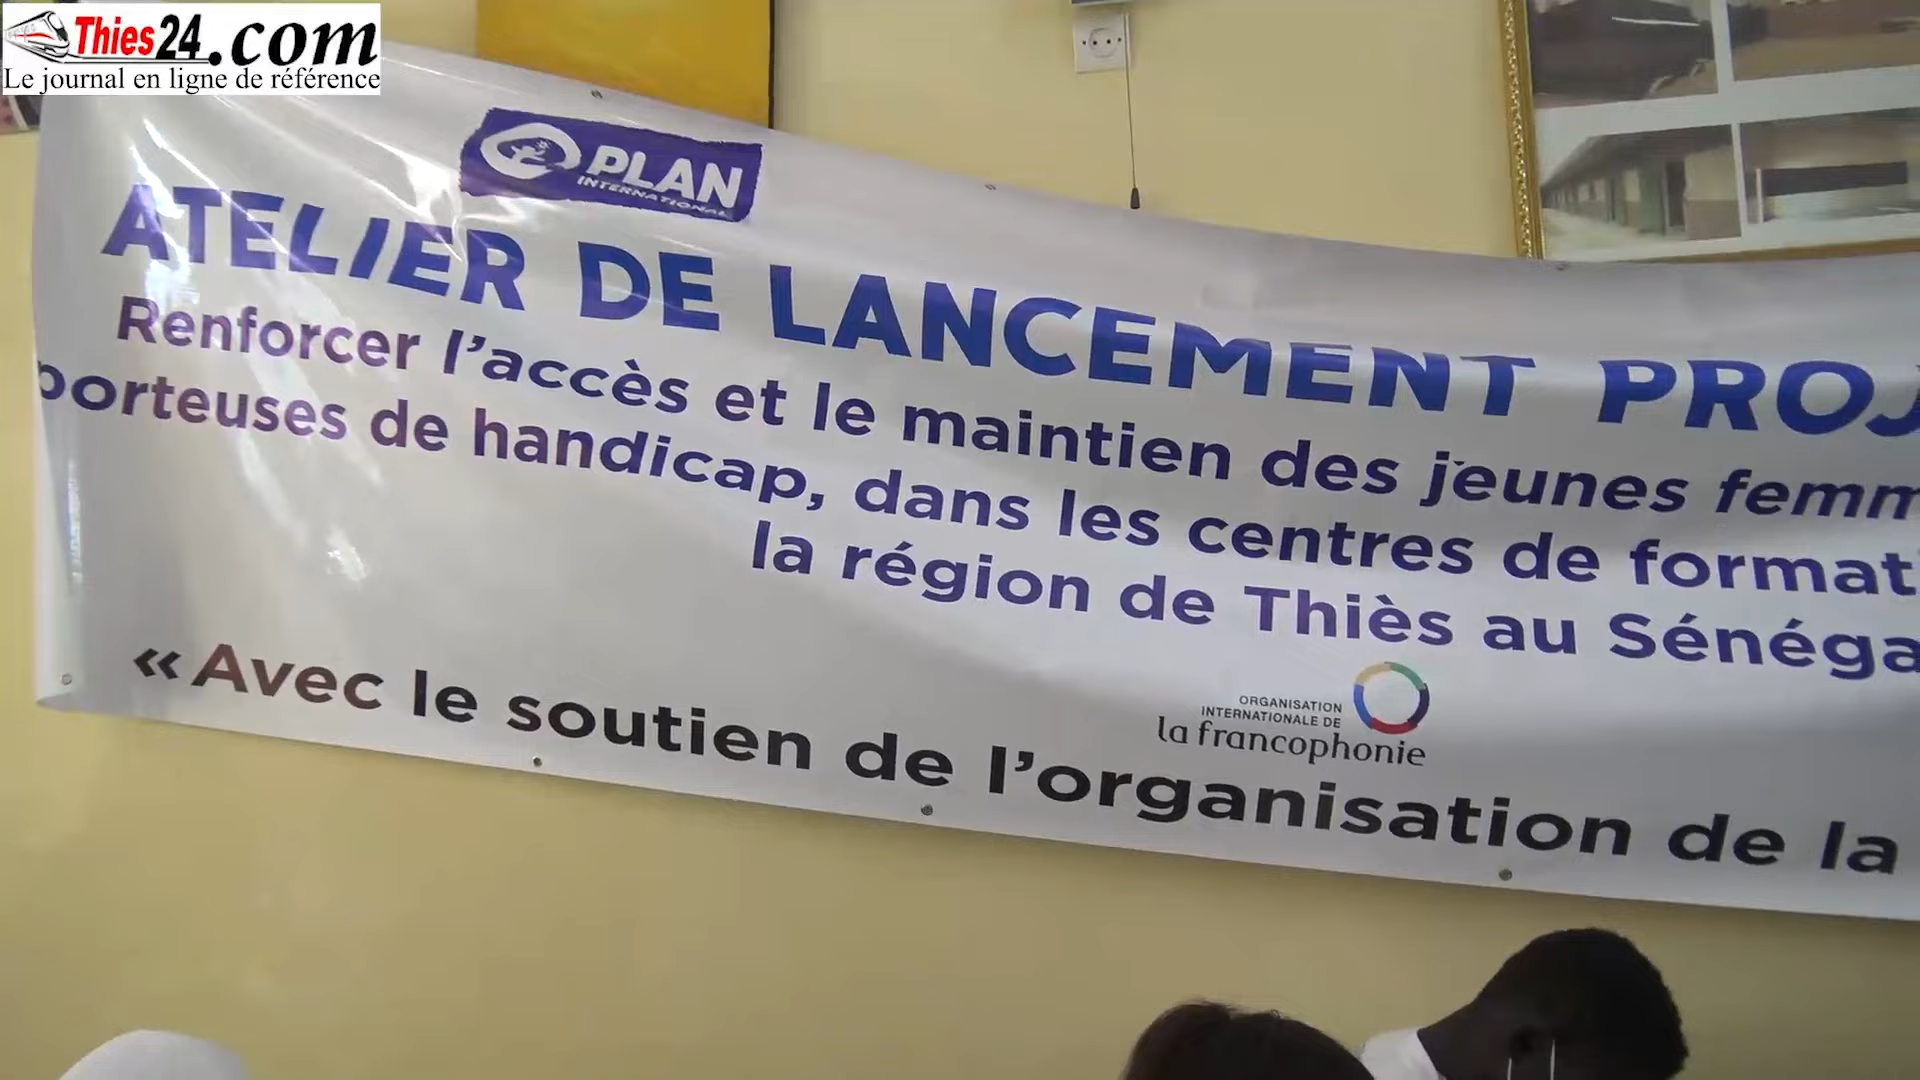 Thies24.com
Le journal en ligne de référence
PLAN
INTERNATIONAL
ATELIER DE LANCEMENT PROJ
Renforcer l'accès et le maintien des jeunes femm
porteuses de handicap, dans les centres de format
la région de Thiès au Sénéga
ORGANISATION
INTERNATIONALE DE
la francophonie
« Avec le soutien de l'organisation de la